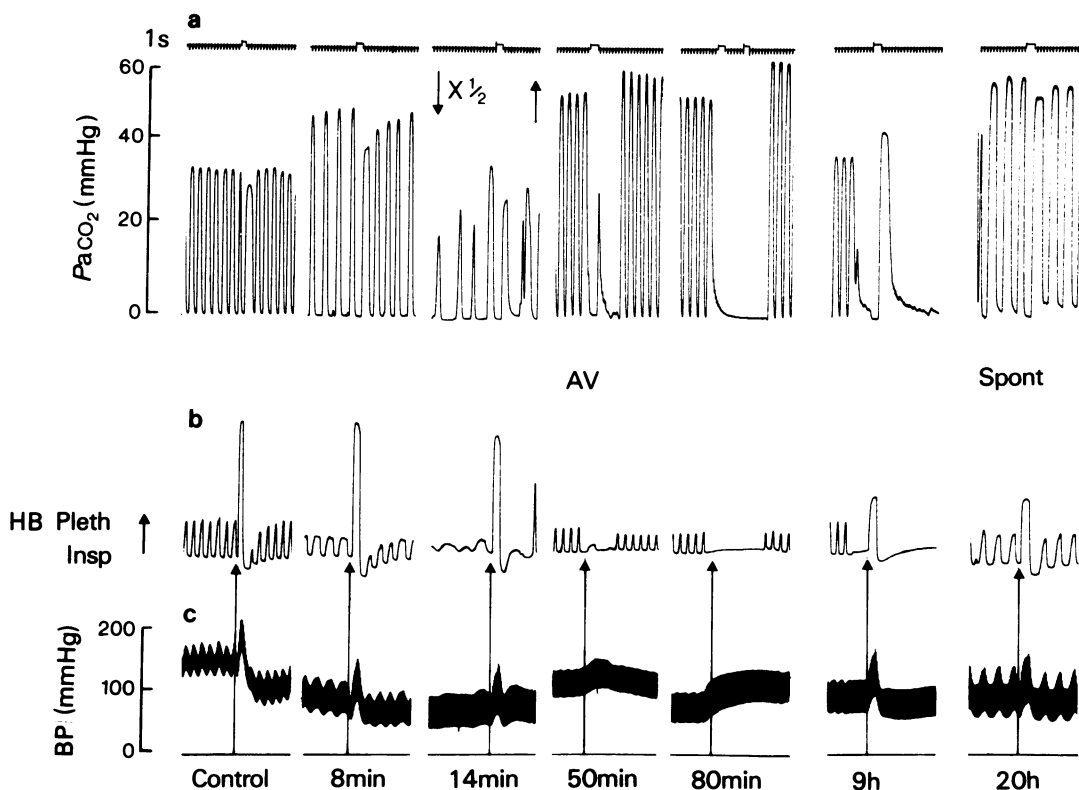 a
1s
60
40
20
0
PaCO₂ (mmHg)
X ½
AV
Spont
b
HB Pleth
Insp
c
200
100
0
BP (mmHg)
Control
8min
14min
50min
80min
9h
20h